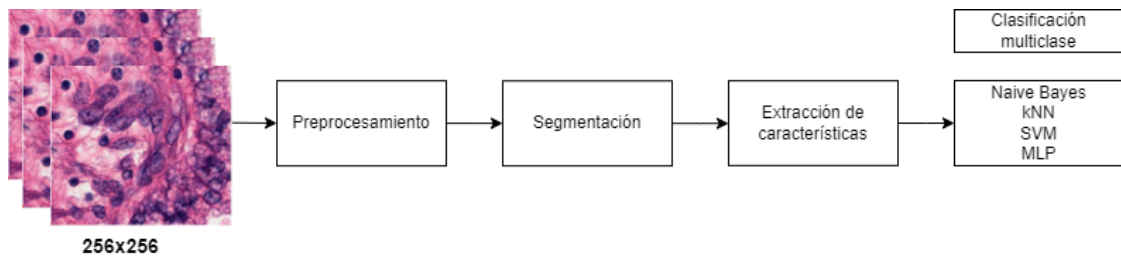 256x256
Preprocesamiento
Segmentación
Extracción de
características
Clasificación
multiclase
Naive Bayes
kNN
SVM
MLP